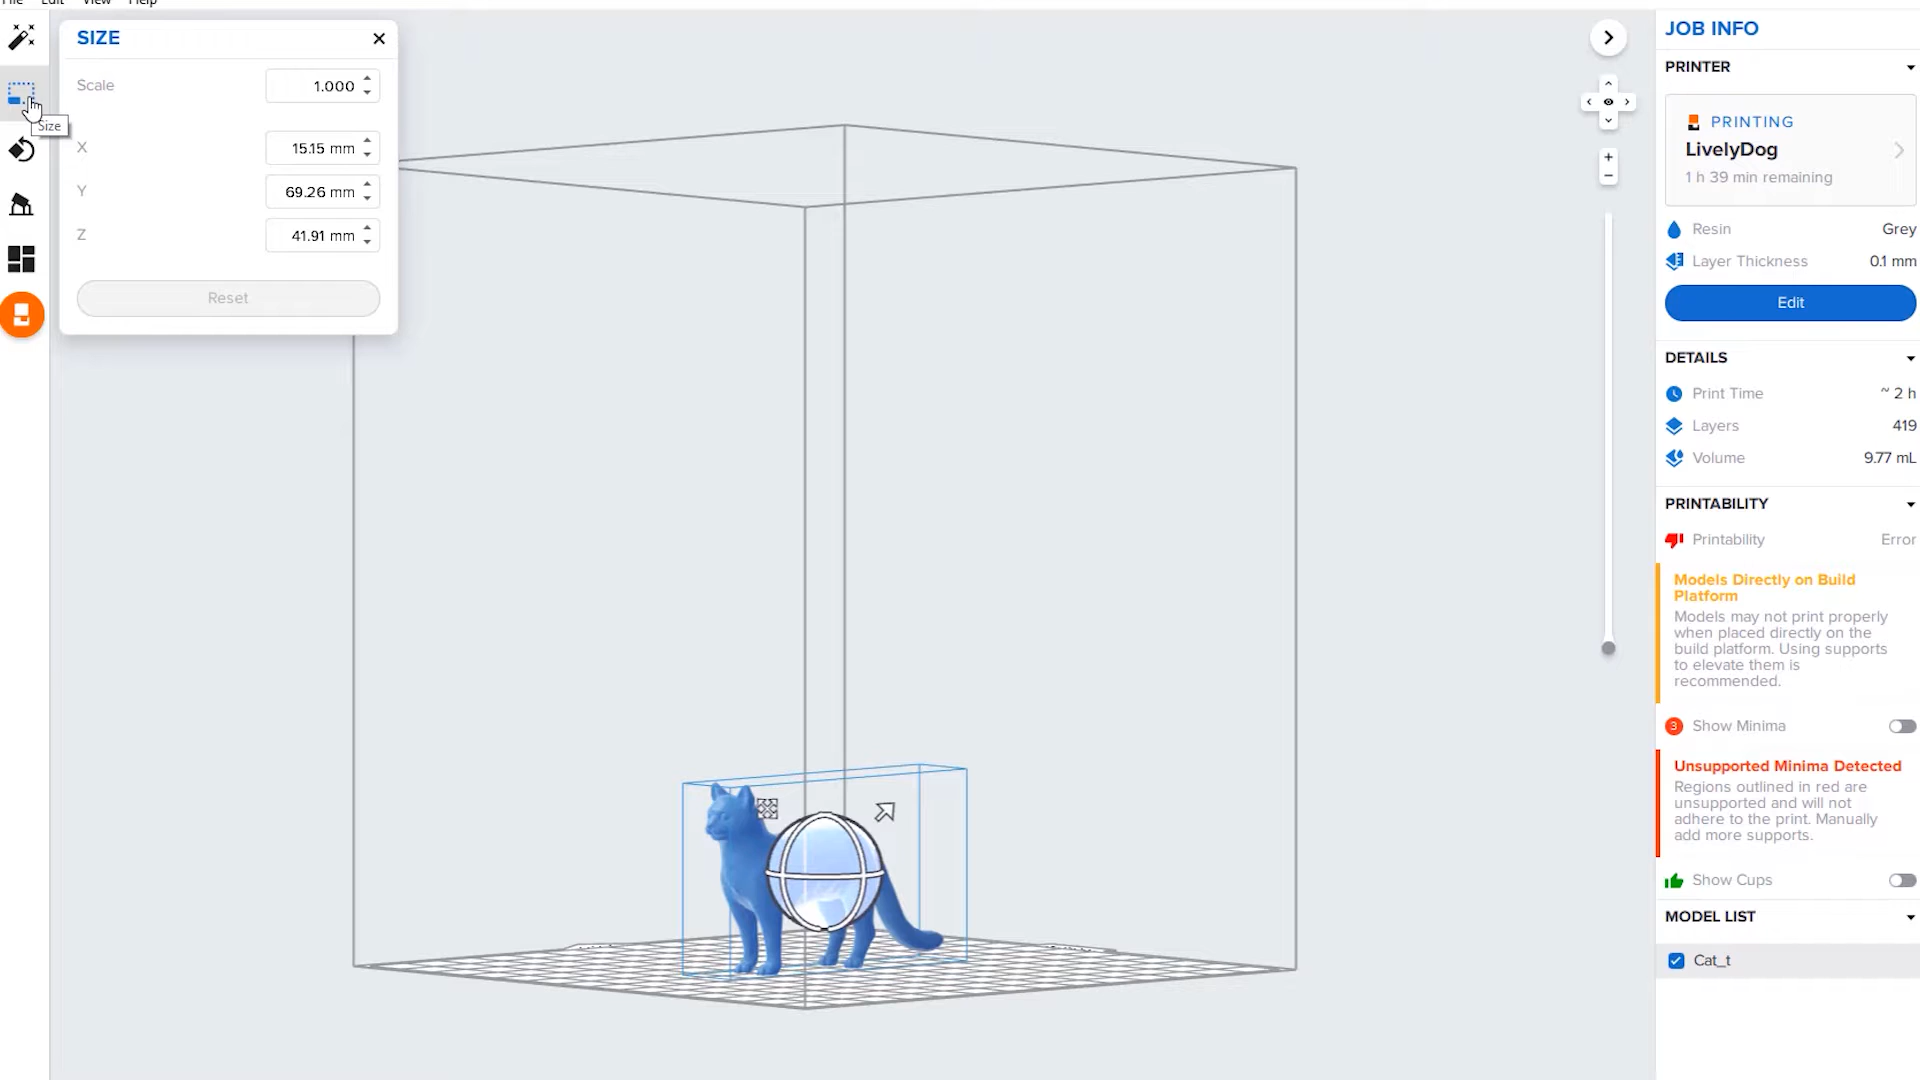 File Edit View Help
SIZE
Scale
1.000
Size
X
15.15 mm
Y
69.26 mm
Z
41.91 mm
Reset
JOB INFO
PRINTER
PRINTING
LivelyDog
1 h 39 min remaining
Resin
Grey
Layer Thickness
0.1 mm
Edit
DETAILS
Print Time
~ 2 h
Layers
419
Volume
9.77 mL
PRINTABILITY
Printability
Error
Models Directly on Build
Platform
Models may not print properly
when placed directly on the
build platform. Using supports
to elevate them is
recommended.
3 Show Minima
Unsupported Minima Detected
Regions outlined in red are
unsupported and will not
adhere to the print. Manually
add more supports.
Show Cups
MODEL LIST
Cat_t